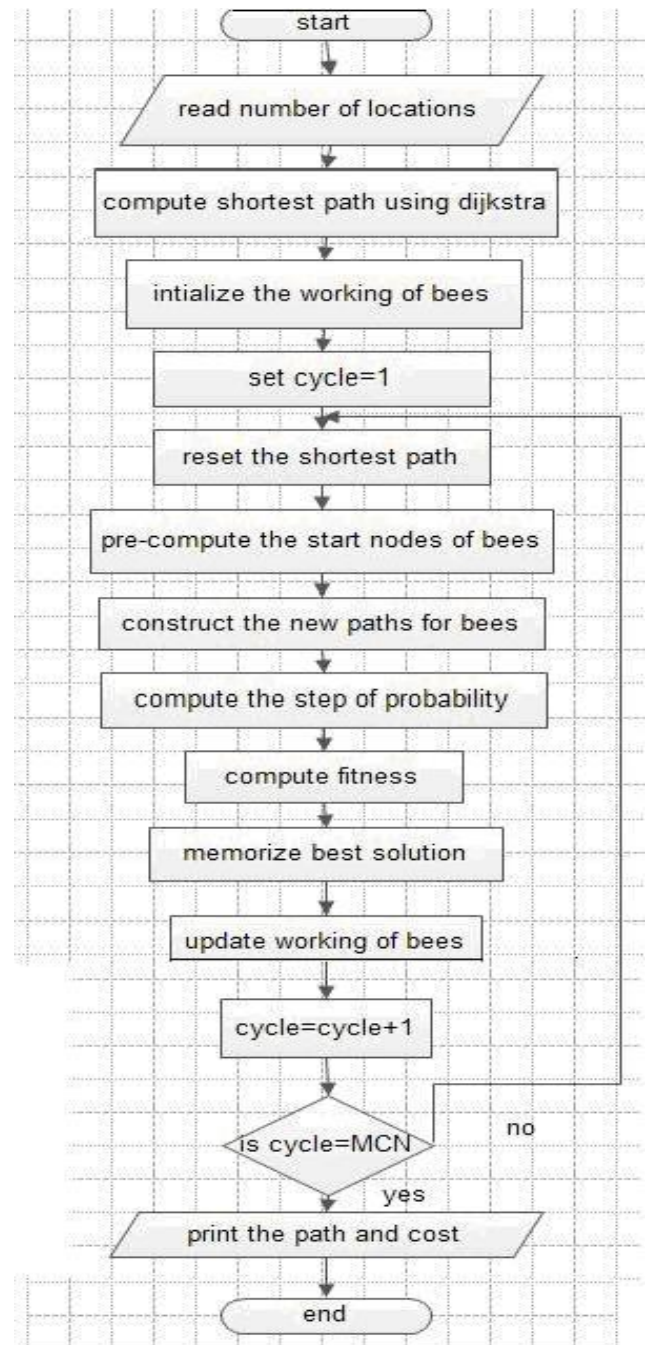 start
read number of locations
compute shortest path using dijkstra
intialize the working of bees
set cycle=1
reset the shortest path
pre-compute the start nodes of bees
construct the new paths for bees
compute the step of probability
compute fitness
memorize best solution
update working of bees
cycle=cycle+1
is cycle=MCN
no
yes
print the path and cost
end